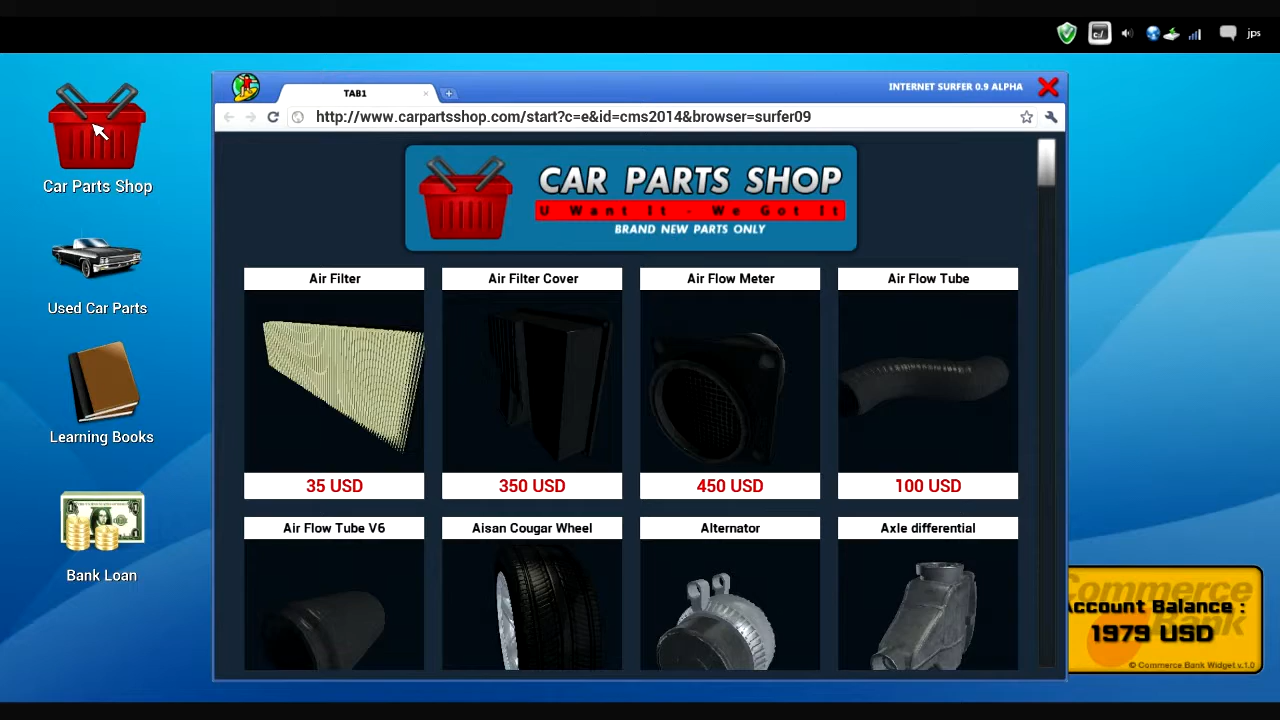 jps
TAB1
INTERNET SURFER 0.9 ALPHA
http://www.carpartsshop.com/start?c=e&id=cms2014&browser=surfer09
CAR PARTS SHOP
U Want It - We Got It
BRAND NEW PARTS ONLY
Car Parts Shop
Used Car Parts
Learning Books
Bank Loan
Air Filter
Air Filter Cover
Air Flow Meter
Air Flow Tube
35 USD
350 USD
450 USD
100 USD
Air Flow Tube V6
Aisan Cougar Wheel
Alternator
Axle differential
Commerce
Bank
Account Balance :
1979 USD
© Commerce Bank Widget v.1.0